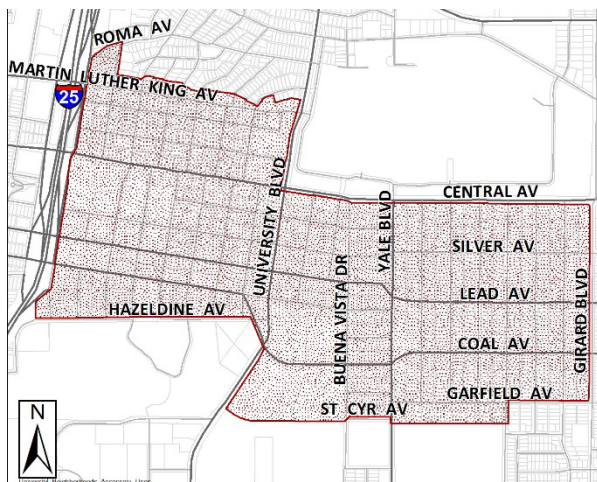 ROMA AV
MARTIN LUTHER KING AV
25
CENTRAL AV
UNIVERSITY BLVD
YALE BLVD
SILVER AV
BUENA VISTA DR
LEAD AV
GIRARD BLVD
HAZELDINE AV
COAL AV
GARFIELD AV
ST CYR AV
N